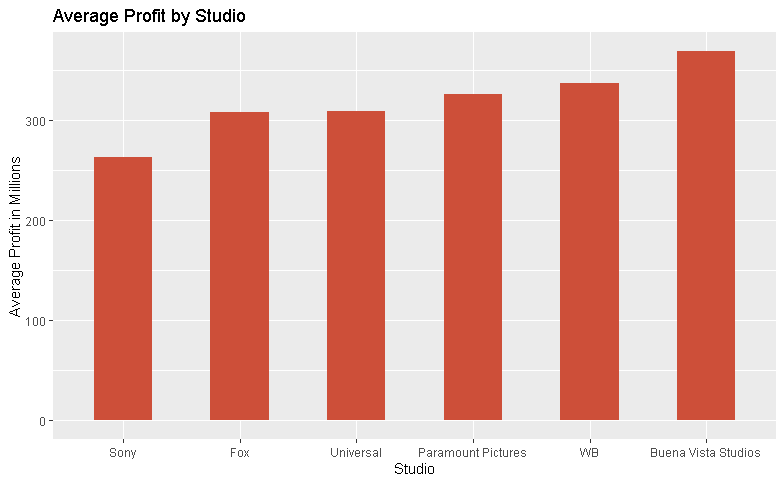 Average Profit by Studio
Average Profit in Millions
300
200
100
0
Sony Fox Universal Paramount Pictures WB Buena Vista Studios
Studio